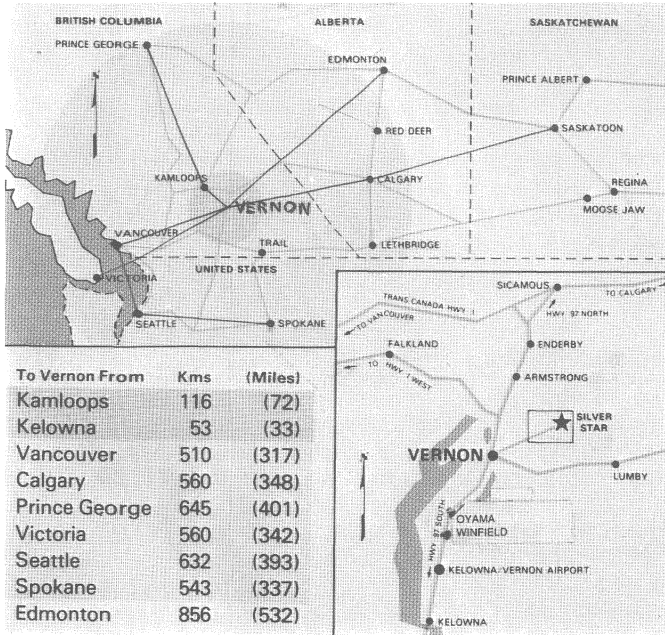 BRITISH COLUMBIA
ALBERTA
SASKATCHEWAN
PRINCE GEORGE
EDMONTON
PRINCE ALBERT
RED DEER
SASKATOON
KAMLOOPS
CALGARY
REGINA
VERNON
MOOSE JAW
VANCOUVER
TRAIL
LETHBRIDGE
VICTORIA
UNITED STATES
SEATTLE
SPOKANE
SICAMOUS
TRANS CANADA HWY 1
TO CALGARY
HWY 97 NORTH
TO VANCOUVER
FALKLAND
ENDERBY
TO HWY 1 WEST
ARMSTRONG
SILVER
STAR
VERNON
LUMBY
HWY 97 SOUTH
OYAMA
WINFIELD
KELOWNA/VERNON AIRPORT
KELOWNA
To Vernon From Kms (Miles)
Kamloops 116 (72)
Kelowna 53 (33)
Vancouver 510 (317)
Calgary 560 (348)
Prince George 645 (401)
Victoria 560 (342)
Seattle 632 (393)
Spokane 543 (337)
Edmonton 856 (532)